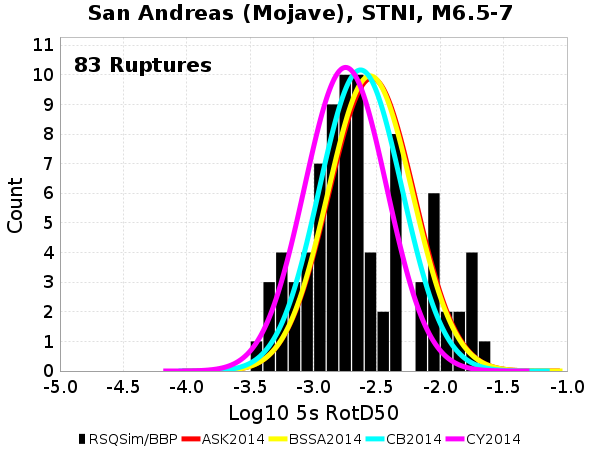 San Andreas (Mojave), STNI, M6.5-7
83 Ruptures
11
10
9
8
7
6
5
4
3
2
1
0
Count
-5.0 -4.5 -4.0 -3.5 -3.0 -2.5 -2.0 -1.5 -1.0
Log10 5s RotD50
RSQSim/BBP ASK2014 BSSA2014 CB2014 CY2014